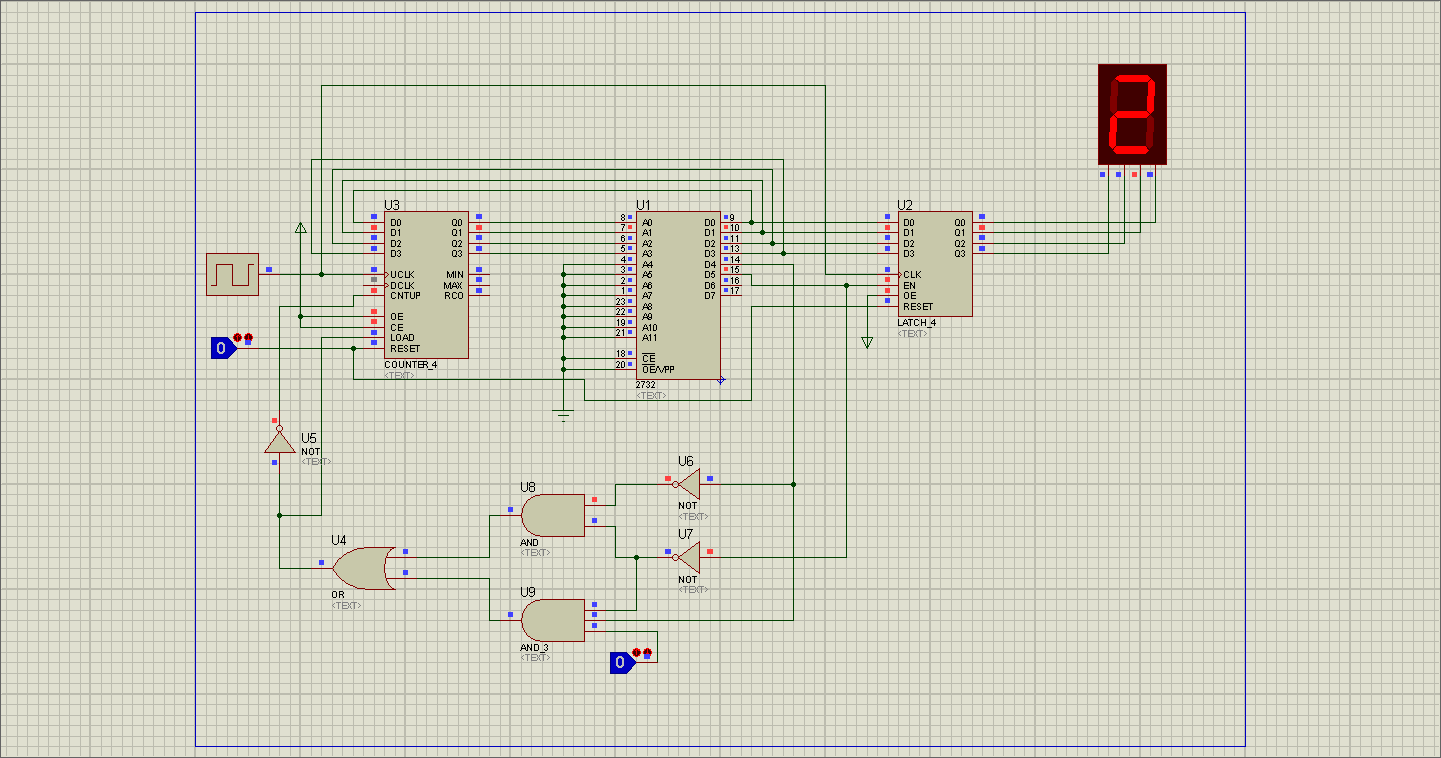 2
U3
D0 Q0
D1 Q1
D2 Q2
D3 Q3
UCLK MIN
DCLK MAX
CNTUP RCO
OE
CE
LOAD
RESET
COUNTER_4
<TEXT>
0
U1
8 A0 D0 9
7 A1 D1 10
6 A2 D2 11
5 A3 D3 13
4 A4 D4 14
3 A5 D5 15
2 A6 D6 16
1 A7 D7 17
23 A8
22 A9
19 A10
21 A11
18 CE
20 OE/VPP
2732
<TEXT>
U2
D0 Q0
D1 Q1
D2 Q2
D3 Q3
CLK
EN
OE
RESET
LATCH_4
<TEXT>
U5
NOT
<TEXT>
U6
NOT
<TEXT>
U8
AND
<TEXT>
U7
NOT
<TEXT>
U4
OR
<TEXT>
U9
AND_3
<TEXT>
0